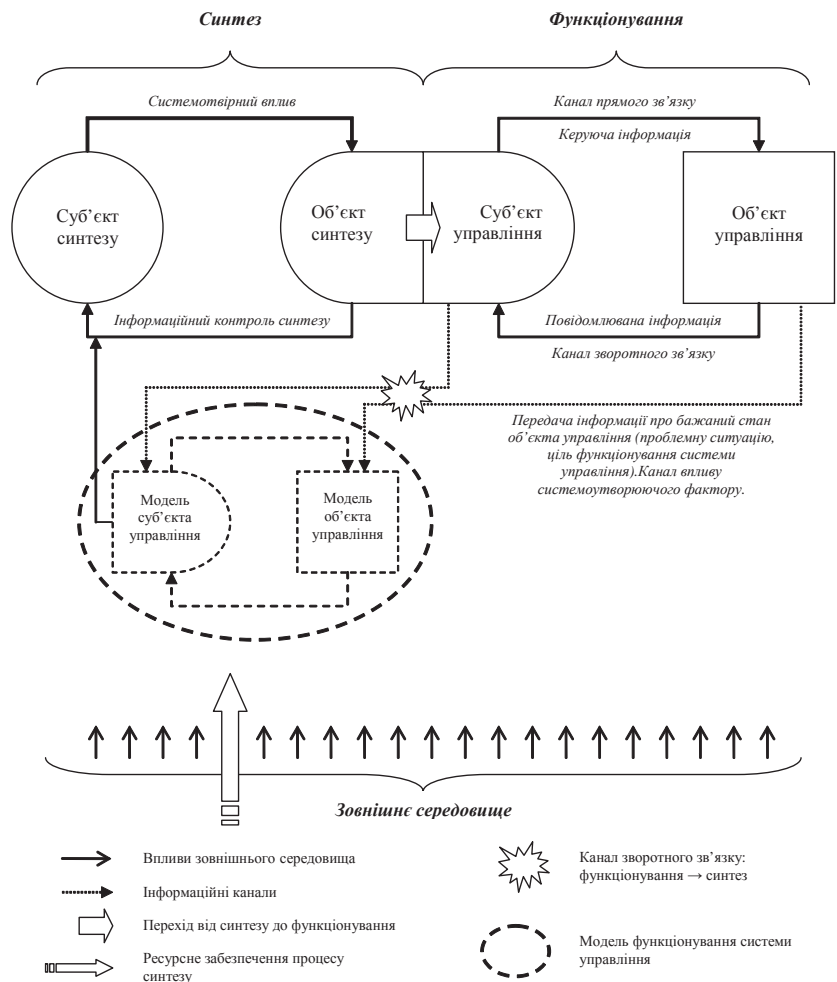 Синтез
Функціонування
Системотвірний вплив
Канал прямого зв’язку
Керуюча інформація
Суб’єкт
синтезу
Об’єкт
синтезу
Суб’єкт
управління
Об’єкт
управління
Інформаційний контроль синтезу
Повідомлювана інформація
Канал зворотного зв’язку
Передача інформації про бажаний стан
об’єкта управління (проблемну ситуацію,
ціль функціонування системи
управління).Канал впливу
системоутворюючого фактору.
Модель
суб’єкта
управління
Модель
об’єкта
управління
Зовнішнє середовище
Впливи зовнішнього середовища
Інформаційні канали
Перехід від синтезу до функціонування
Ресурсне забезпечення процесу
синтезу
Канал зворотного зв’язку:
функціонування → синтез
Модель функціонування системи
управління